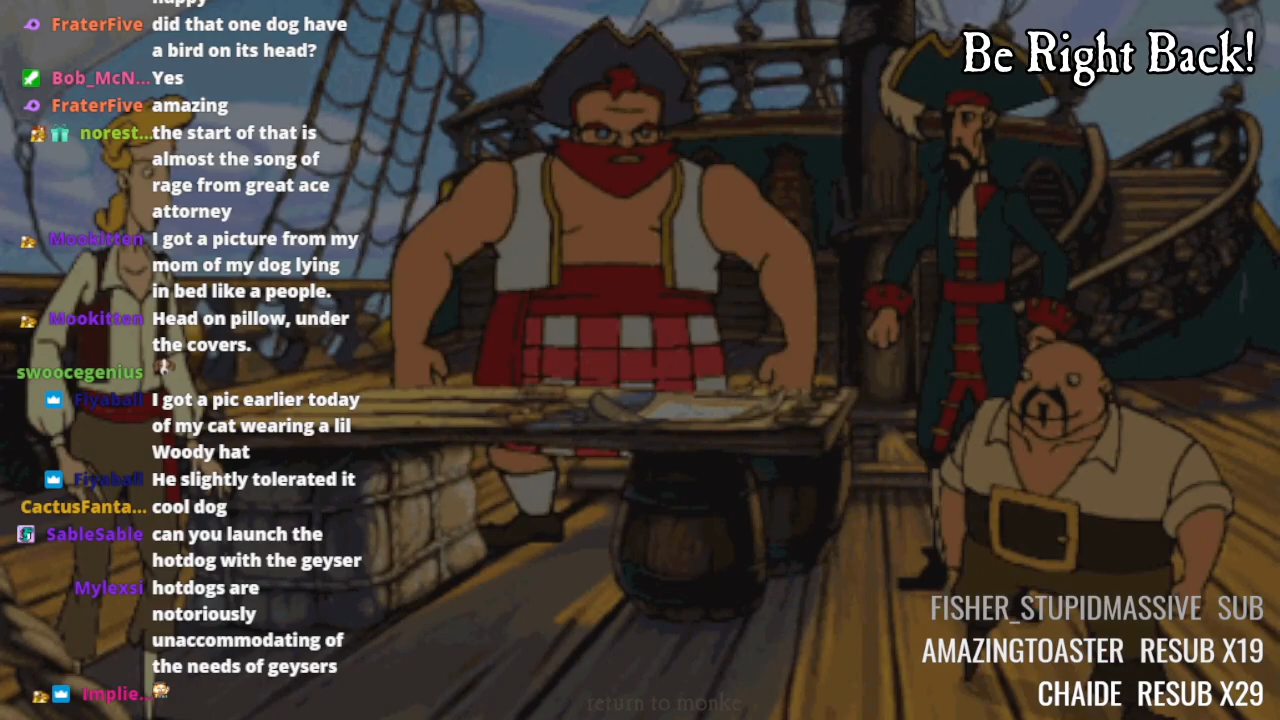 happy
FraterFive did that one dog have
a bird on its head?
Bob_McN... Yes
FraterFive amazing
norest... the start of that is
almost the song of
rage from great ace
attorney
Mookitten I got a picture from my
mom of my dog lying
in bed like a people.
Mookitten Head on pillow, under
the covers.
swoocegenius
Fiyaball I got a pic earlier today
of my cat wearing a lil
Woody hat
Fiyaball He slightly tolerated it
CactusFanta... cool dog
SableSable can you launch the
hotdog with the geyser
Mylexsi hotdogs are
notoriously
unaccommodating of
the needs of geysers
Implie...
Be Right Back!
FISHER_STUPIDMASSIVE SUB
AMAZINGTOASTER RESUB X19
CHAIDE RESUB X29
return to monke